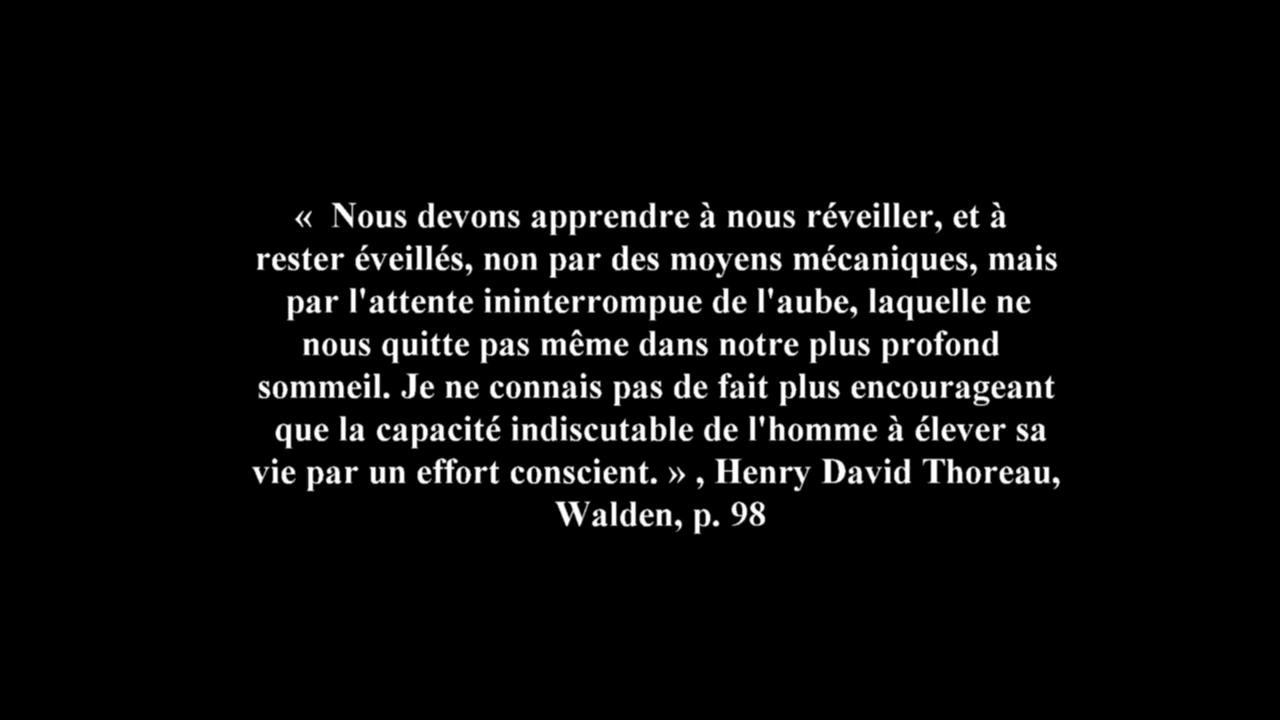 «  Nous devons apprendre à nous réveiller, et à
rester éveillés, non par des moyens mécaniques, mais
par l'attente ininterrompue de l'aube, laquelle ne
nous quitte pas même dans notre plus profond
sommeil. Je ne connais pas de fait plus encourageant
que la capacité indiscutable de l'homme à élever sa
vie par un effort conscient. » , Henry David Thoreau,
Walden, p. 98